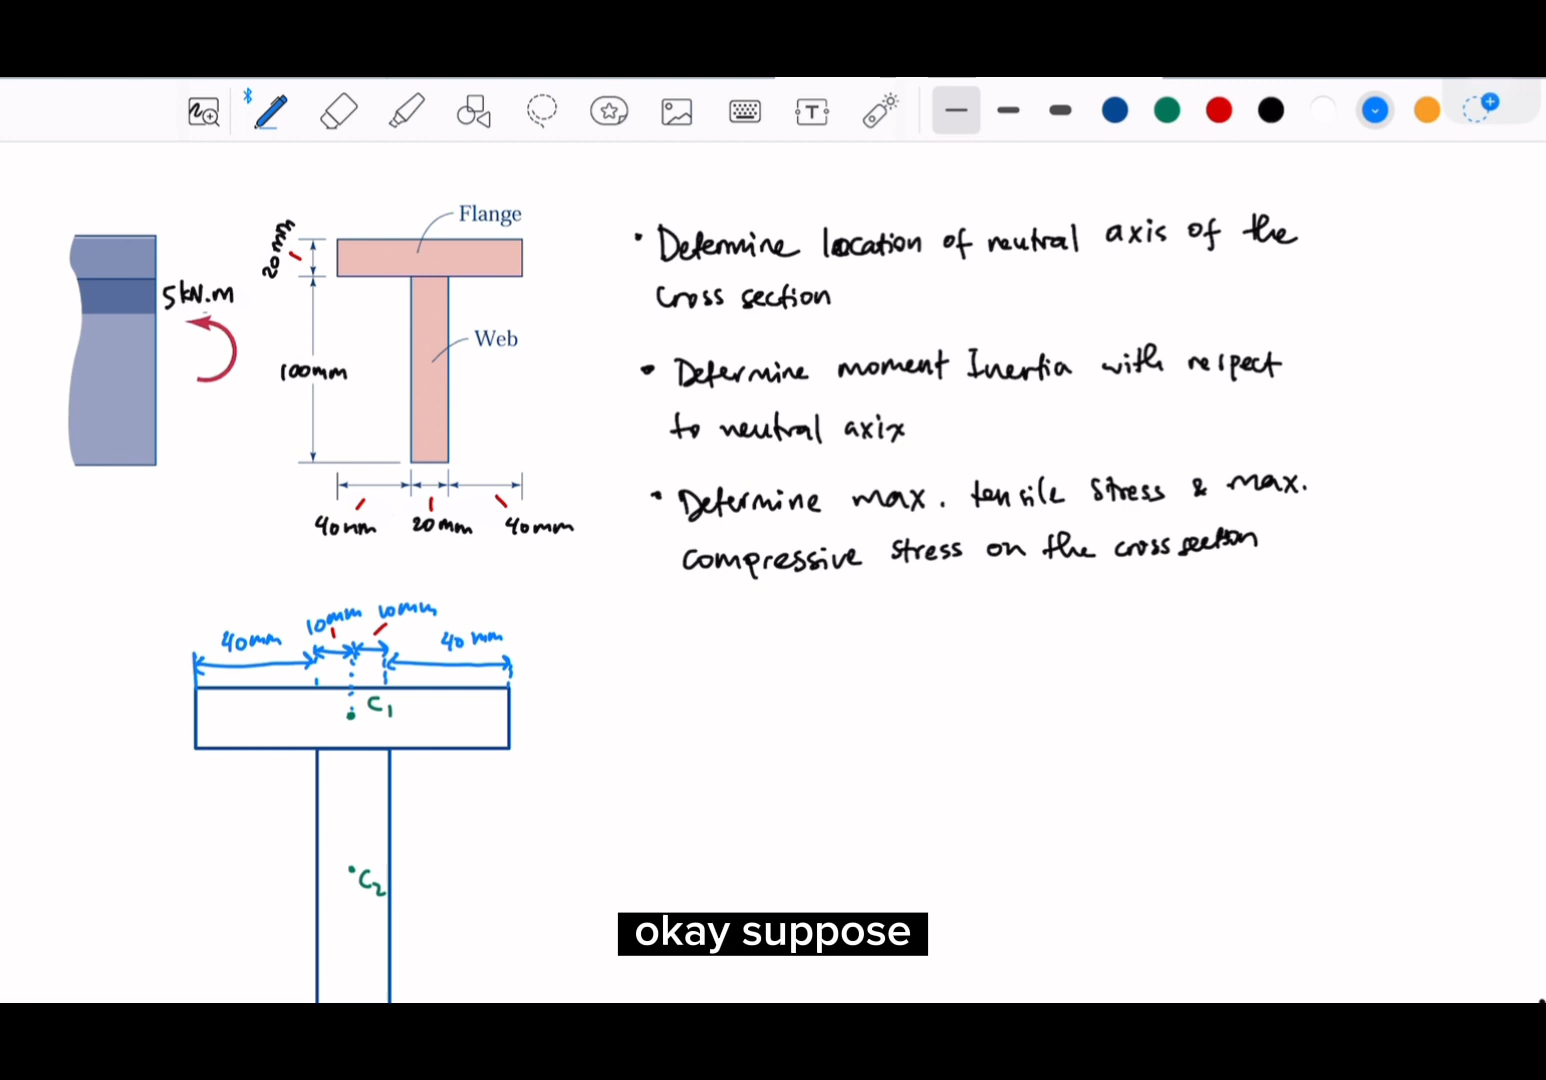 Flange
20mm
• Determine location of neutral axis of the
cross section
5kN.m
Web
100mm
• Determine moment Inertia with respect
to neutral axix
• Determine max. tensile stress & max.
compressive stress on the cross section
40mm 20mm 40mm
40mm 10mm 10mm 40mm
C1
C2
okay suppose